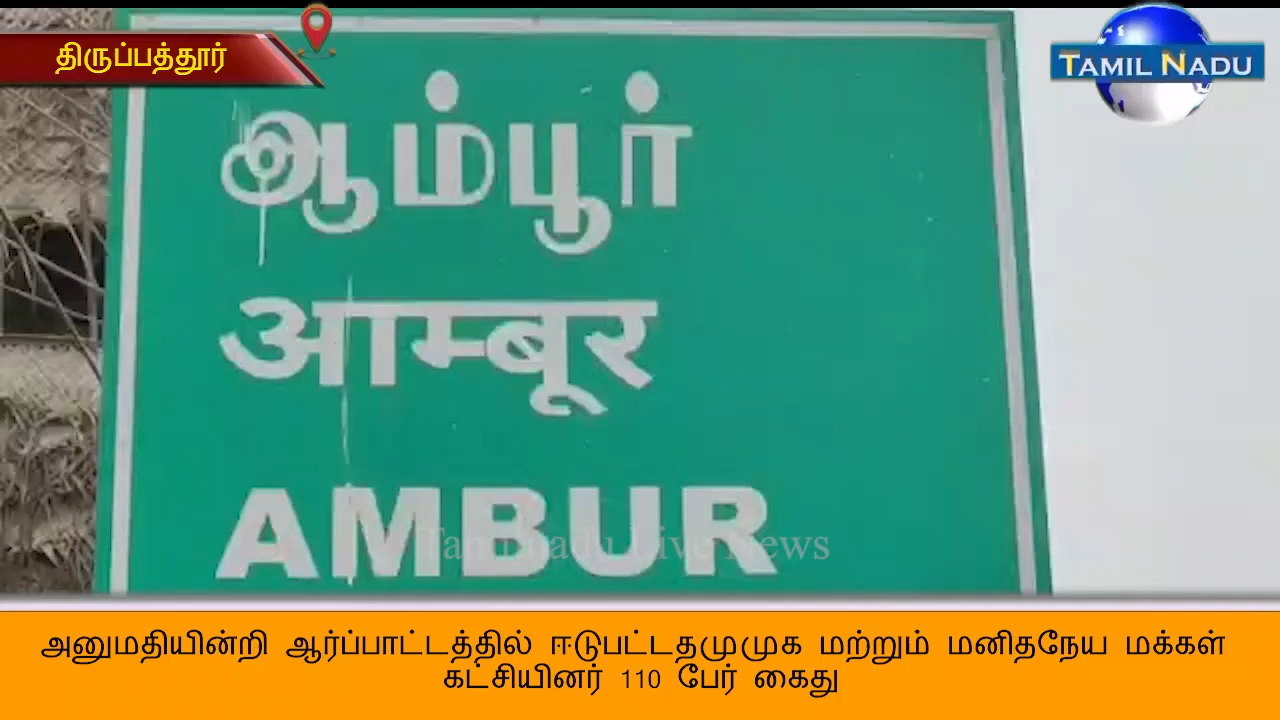 திருப்பத்தூர்
TAMIL NADU
ஆம்பூர்
आम्बूर
AMBUR
Tamil Nadu Live News
அனுமதியின்றி ஆர்ப்பாட்டத்தில் ஈடுபட்டதமுமுக மற்றும் மனிதநேய மக்கள்
கட்சியினர் 110 பேர் கைது